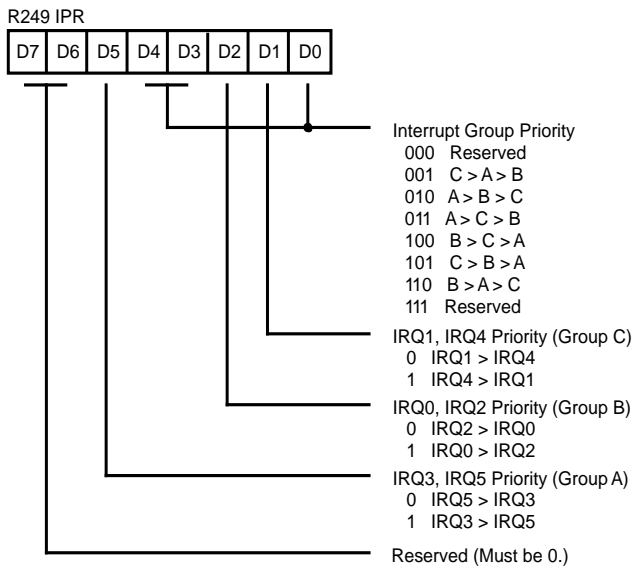 R249 IPR
D7 D6 D5 D4 D3 D2 D1 D0
Interrupt Group Priority
000 Reserved
001 C > A > B
010 A > B > C
011 A > C > B
100 B > C > A
101 C > B > A
110 B > A > C
111 Reserved
IRQ1, IRQ4 Priority (Group C)
0 IRQ1 > IRQ4
1 IRQ4 > IRQ1
IRQ0, IRQ2 Priority (Group B)
0 IRQ2 > IRQ0
1 IRQ0 > IRQ2
IRQ3, IRQ5 Priority (Group A)
0 IRQ5 > IRQ3
1 IRQ3 > IRQ5
Reserved (Must be 0.)